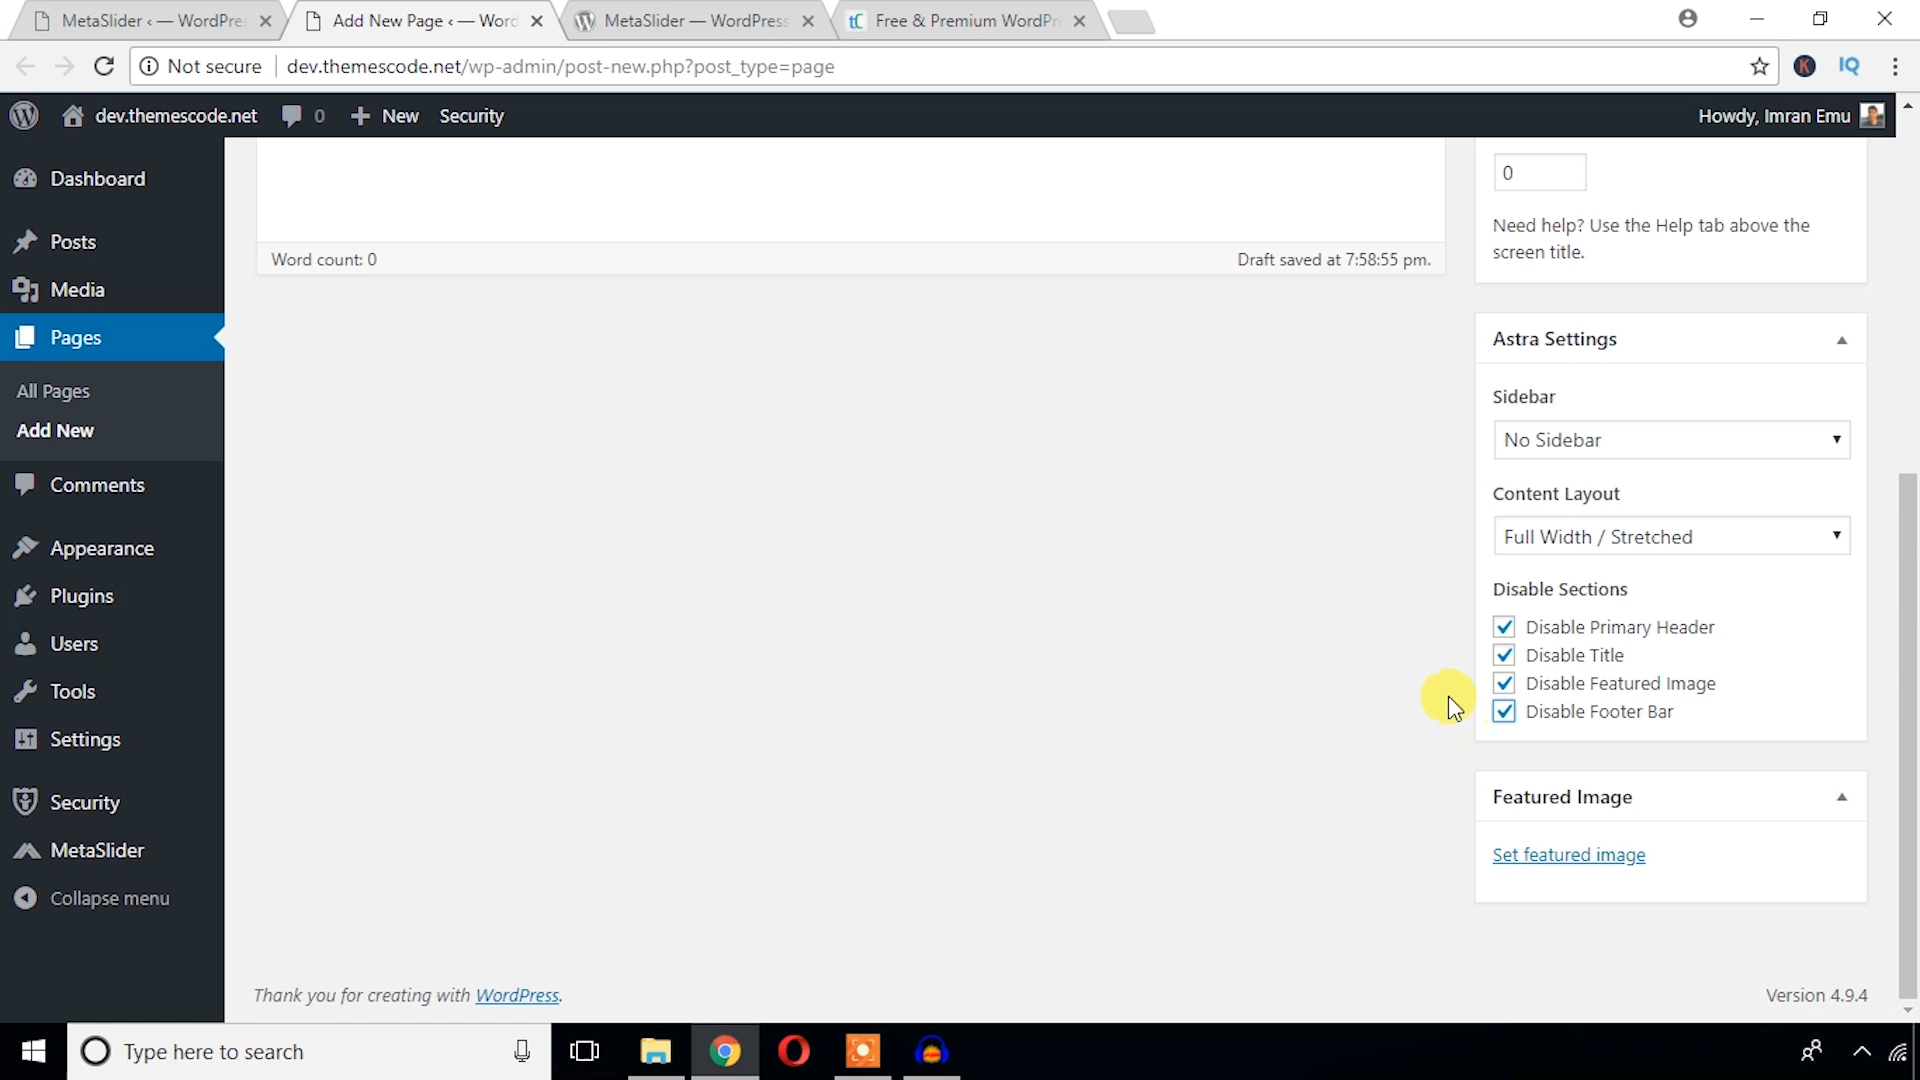 MetaSlider ‹ — WordPre
Add New Page ‹ — Word
MetaSlider — WordPress
Free & Premium WordPr
Not secure
dev.themescode.net/wp-admin/post-new.php?post_type=page
IQ
dev.themescode.net
0
New
Security
Howdy, Imran Emu
Dashboard
Posts
Media
Pages
All Pages
Add New
Comments
Appearance
Plugins
Users
Tools
Settings
Security
MetaSlider
Collapse menu
Word count: 0
Draft saved at 7:58:55 pm.
0
Need help? Use the Help tab above the
screen title.
Astra Settings
Sidebar
No Sidebar
Content Layout
Full Width / Stretched
Disable Sections
Disable Primary Header
Disable Title
Disable Featured Image
Disable Footer Bar
Featured Image
Set featured image
Thank you for creating with WordPress.
Version 4.9.4
Type here to search